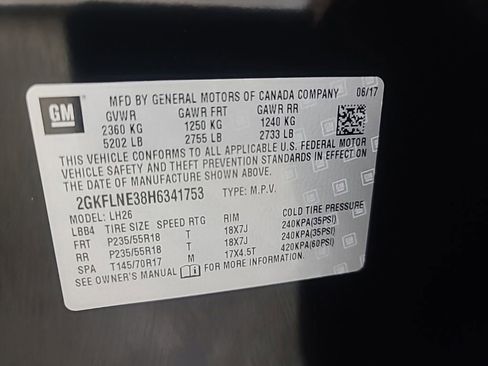 GM
MFD BY GENERAL MOTORS OF CANADA COMPANY 06/17
GVWR GAWR FRT GAWR RR
2360 KG 1250 KG 1240 KG
5202 LB 2755 LB 2733 LB
THIS VEHICLE CONFORMS TO ALL APPLICABLE U.S. FEDERAL MOTOR
VEHICLE SAFETY AND THEFT PREVENTION STANDARDS IN EFFECT ON
THE DATE OF MANUFACTURE SHOWN ABOVE.
2GKFLNE38H6341753 TYPE: M.P.V.
MODEL: LH26
LBB4 TIRE SIZE SPEED RTG RIM COLD TIRE PRESSURE
FRT P235/55R18 T 18X7J 240KPA(35PSI)
RR P235/55R18 T 18X7J 240KPA(35PSI)
SPA T145/70R17 M 17X4.5T 420KPA(60PSI)
SEE OWNER'S MANUAL FOR MORE INFORMATION